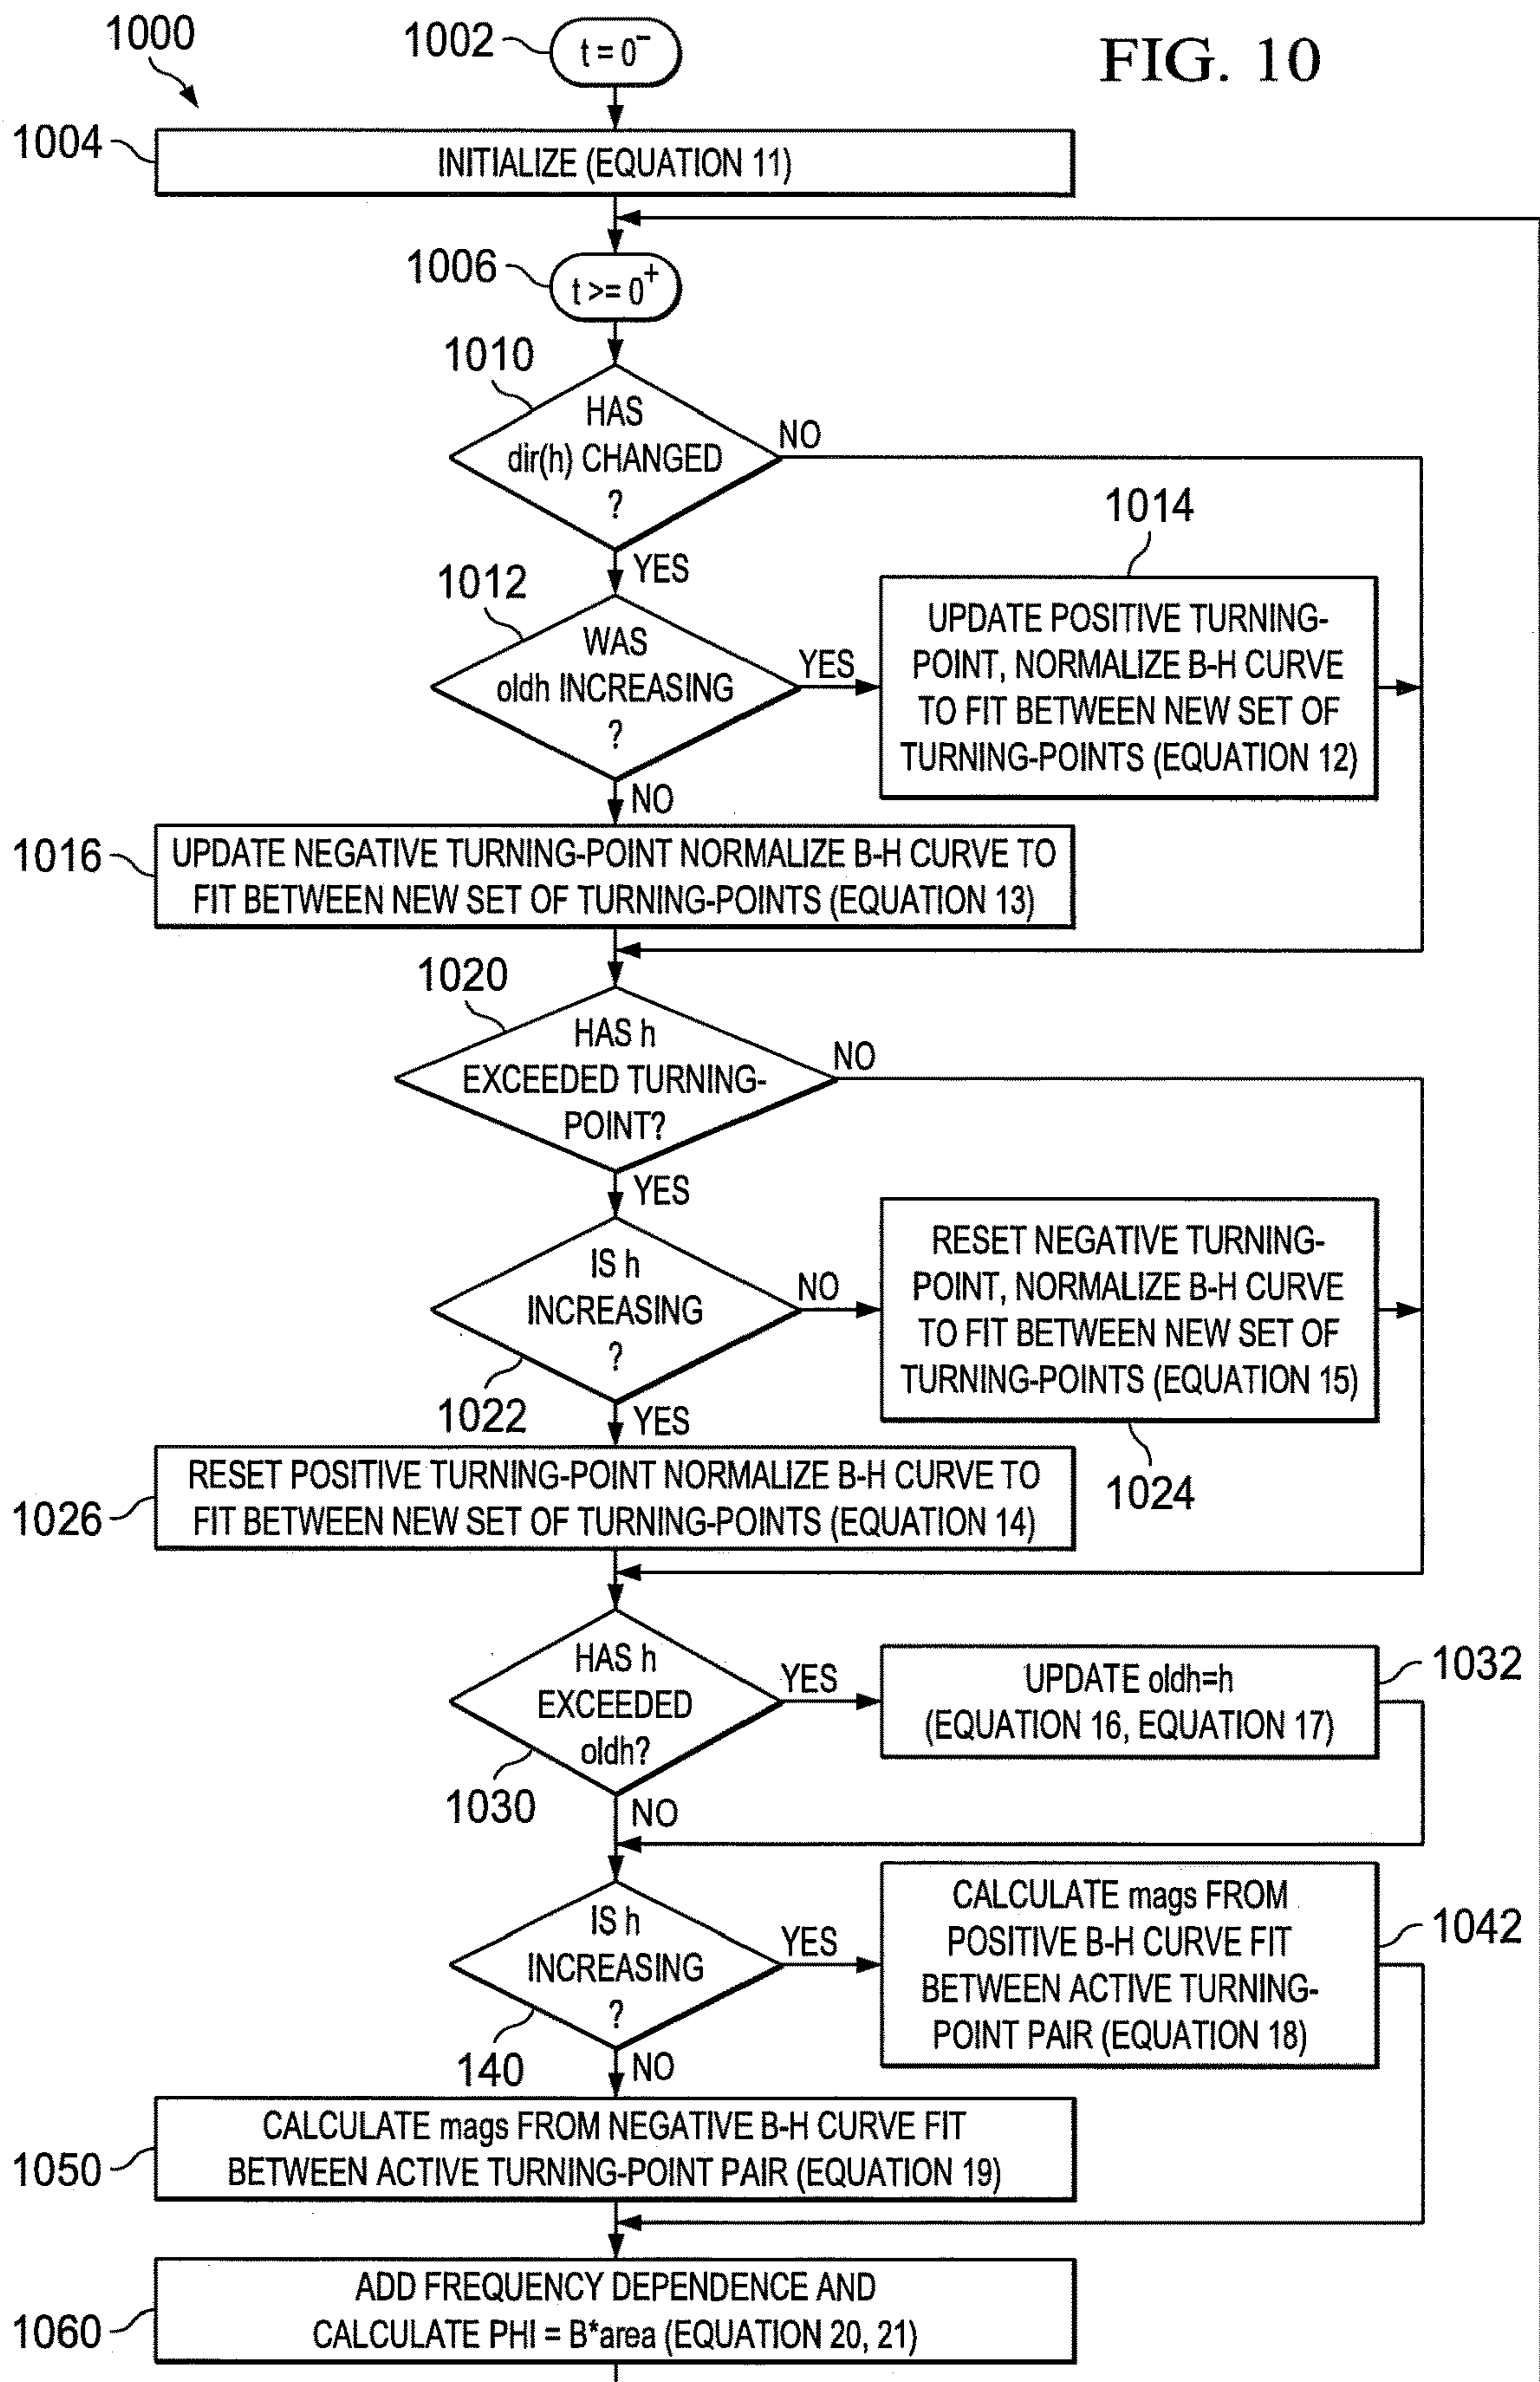 1000
1002
t = 0⁻
FIG. 10
1004
INITIALIZE (EQUATION 11)
1006
t >= 0⁺
1010
HAS
dir(h) CHANGED
?
NO
YES
1012
WAS
oldh INCREASING
?
YES
NO
1014
UPDATE POSITIVE TURNING-
POINT, NORMALIZE B-H CURVE
TO FIT BETWEEN NEW SET OF
TURNING-POINTS (EQUATION 12)
1016
UPDATE NEGATIVE TURNING-POINT NORMALIZE B-H CURVE TO
FIT BETWEEN NEW SET OF TURNING-POINTS (EQUATION 13)
1020
HAS h
EXCEEDED TURNING-
POINT?
NO
YES
IS h
INCREASING
?
1022
NO
YES
RESET NEGATIVE TURNING-
POINT, NORMALIZE B-H CURVE
TO FIT BETWEEN NEW SET OF
TURNING-POINTS (EQUATION 15)
1024
1026
RESET POSITIVE TURNING-POINT NORMALIZE B-H CURVE TO
FIT BETWEEN NEW SET OF TURNING-POINTS (EQUATION 14)
HAS h
EXCEEDED
oldh?
1030
YES
NO
UPDATE oldh=h
(EQUATION 16, EQUATION 17)
1032
IS h
INCREASING
?
140
YES
NO
CALCULATE mags FROM
POSITIVE B-H CURVE FIT
BETWEEN ACTIVE TURNING-
POINT PAIR (EQUATION 18)
1042
1050
CALCULATE mags FROM NEGATIVE B-H CURVE FIT
BETWEEN ACTIVE TURNING-POINT PAIR (EQUATION 19)
1060
ADD FREQUENCY DEPENDENCE AND
CALCULATE PHI = B*area (EQUATION 20, 21)